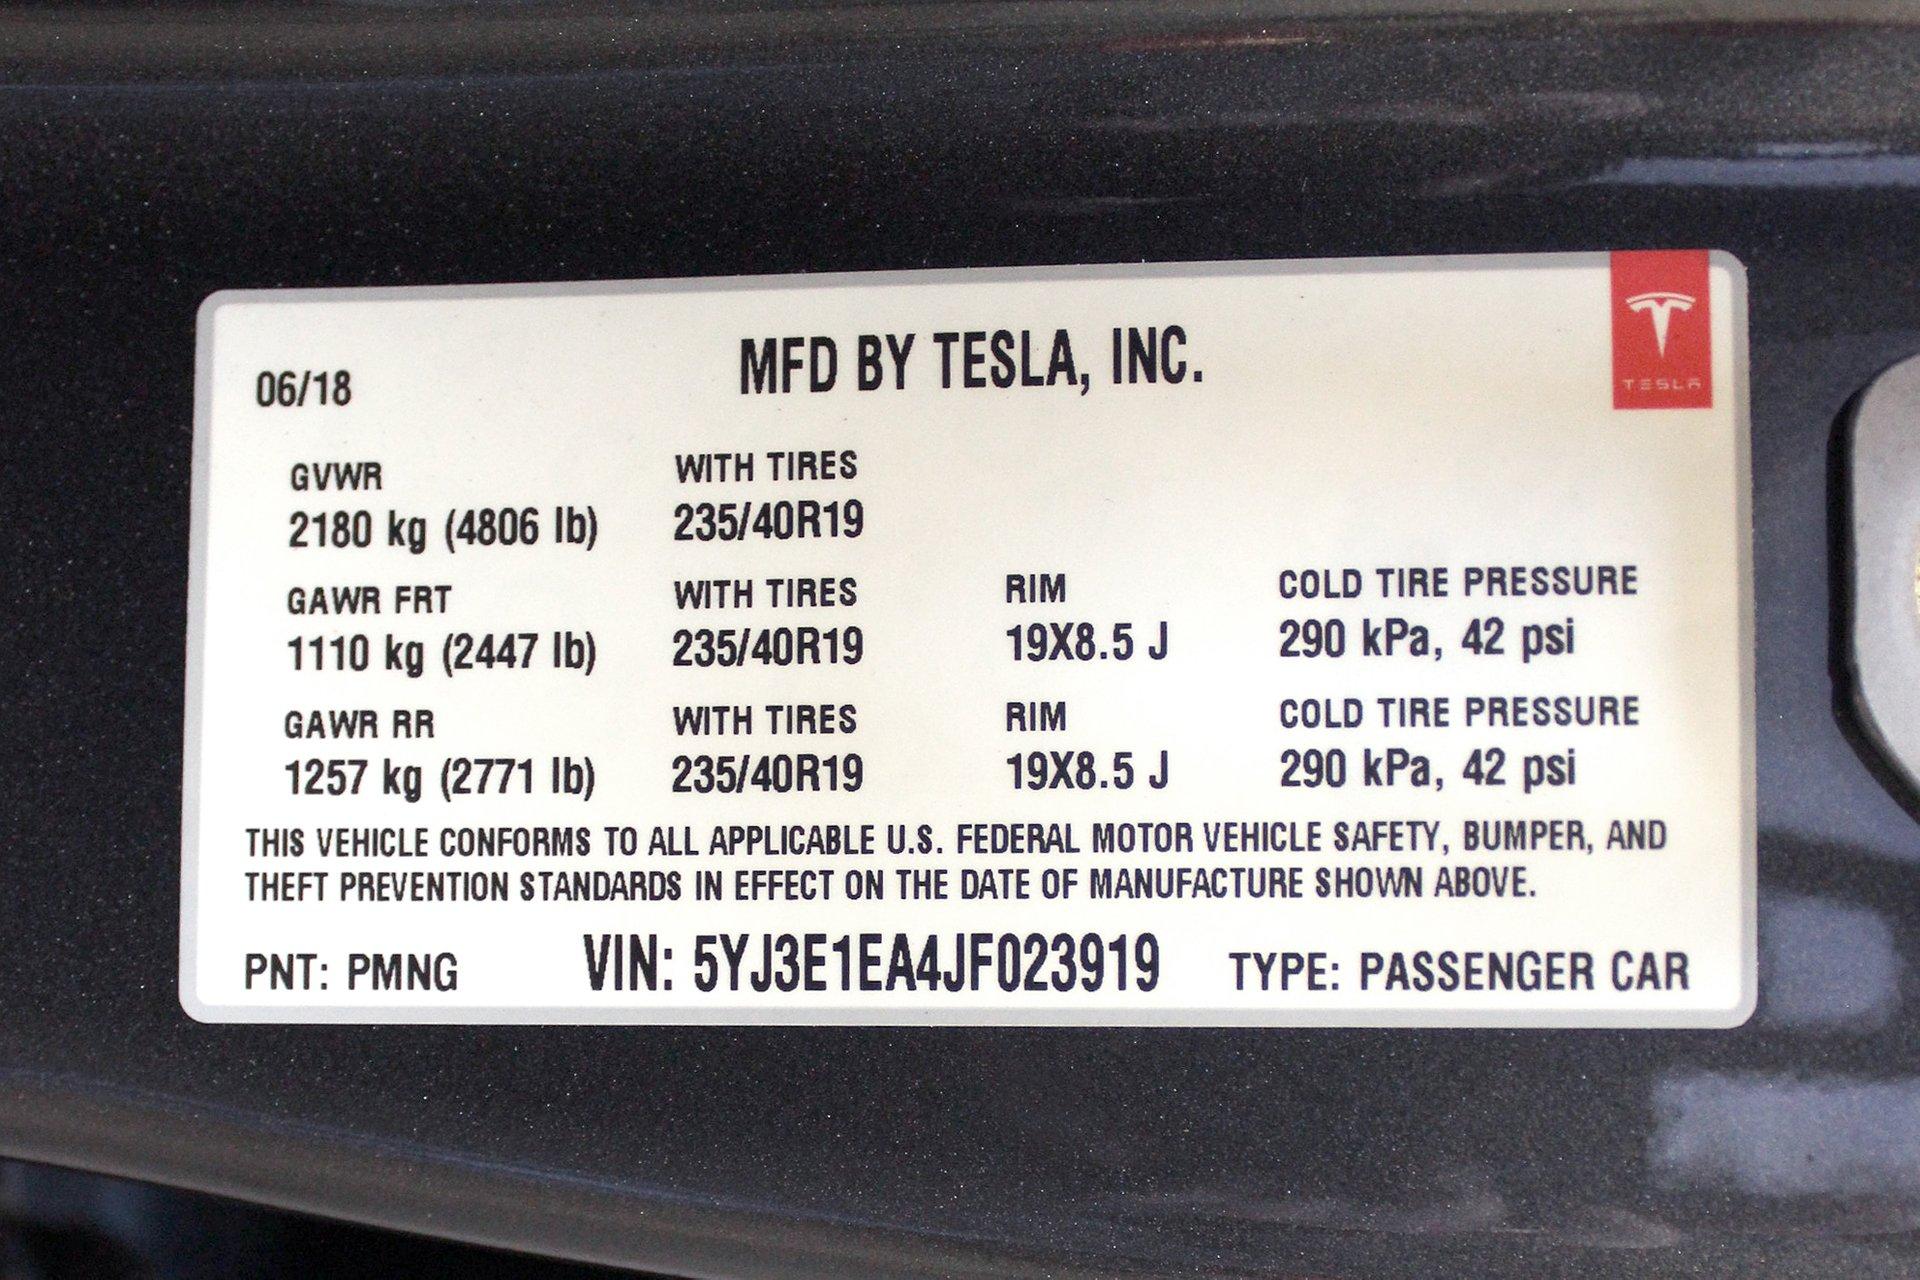 06/18
MFD BY TESLA, INC.
TESLA
GVWR
2180 kg (4806 lb)
WITH TIRES
235/40R19
GAWR FRT
1110 kg (2447 lb)
WITH TIRES
235/40R19
RIM
19X8.5 J
COLD TIRE PRESSURE
290 kPa, 42 psi
GAWR RR
1257 kg (2771 lb)
WITH TIRES
235/40R19
RIM
19X8.5 J
COLD TIRE PRESSURE
290 kPa, 42 psi
THIS VEHICLE CONFORMS TO ALL APPLICABLE U.S. FEDERAL MOTOR VEHICLE SAFETY, BUMPER, AND
THEFT PREVENTION STANDARDS IN EFFECT ON THE DATE OF MANUFACTURE SHOWN ABOVE.
PNT: PMNG
VIN: 5YJ3E1EA4JF023919
TYPE: PASSENGER CAR